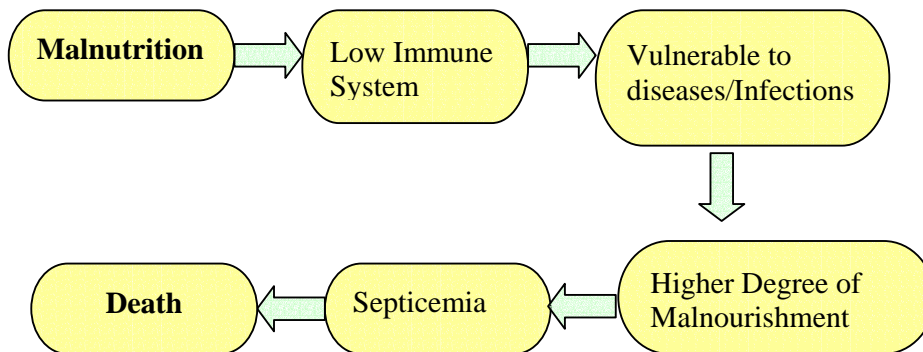 Malnutrition
Low Immune
System
Vulnerable to
diseases/Infections
Higher Degree of
Malnourishment
Septicemia
Death